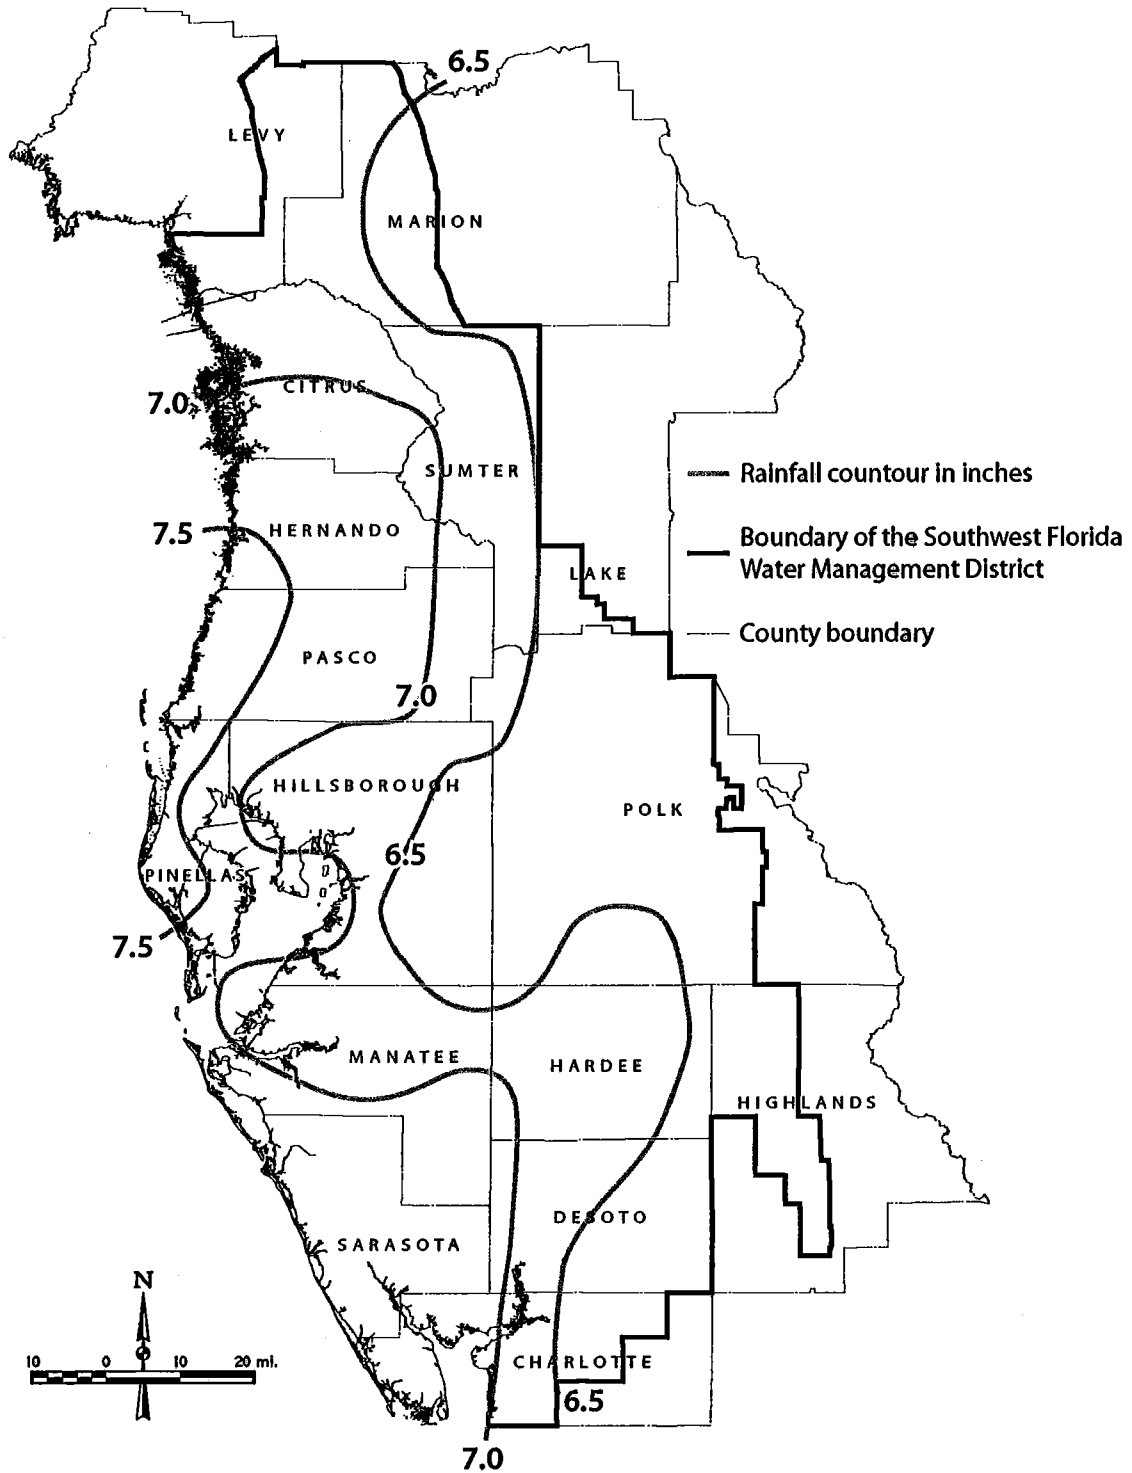 6.5
LEVY
MARION
CITRUS
7.0
SUMTER
Rainfall countour in inches
7.5
HERNANDO
Boundary of the Southwest Florida
Water Management District
LAKE
County boundary
PASCO
7.0
HILLSBOROUGH
POLK
6.5
PINELLAS
7.5
MANATEE
HARDEE
HIGHLANDS
DESOTO
SARASOTA
N
10 0 10 20 mi.
CHARLOTTE
6.5
7.0